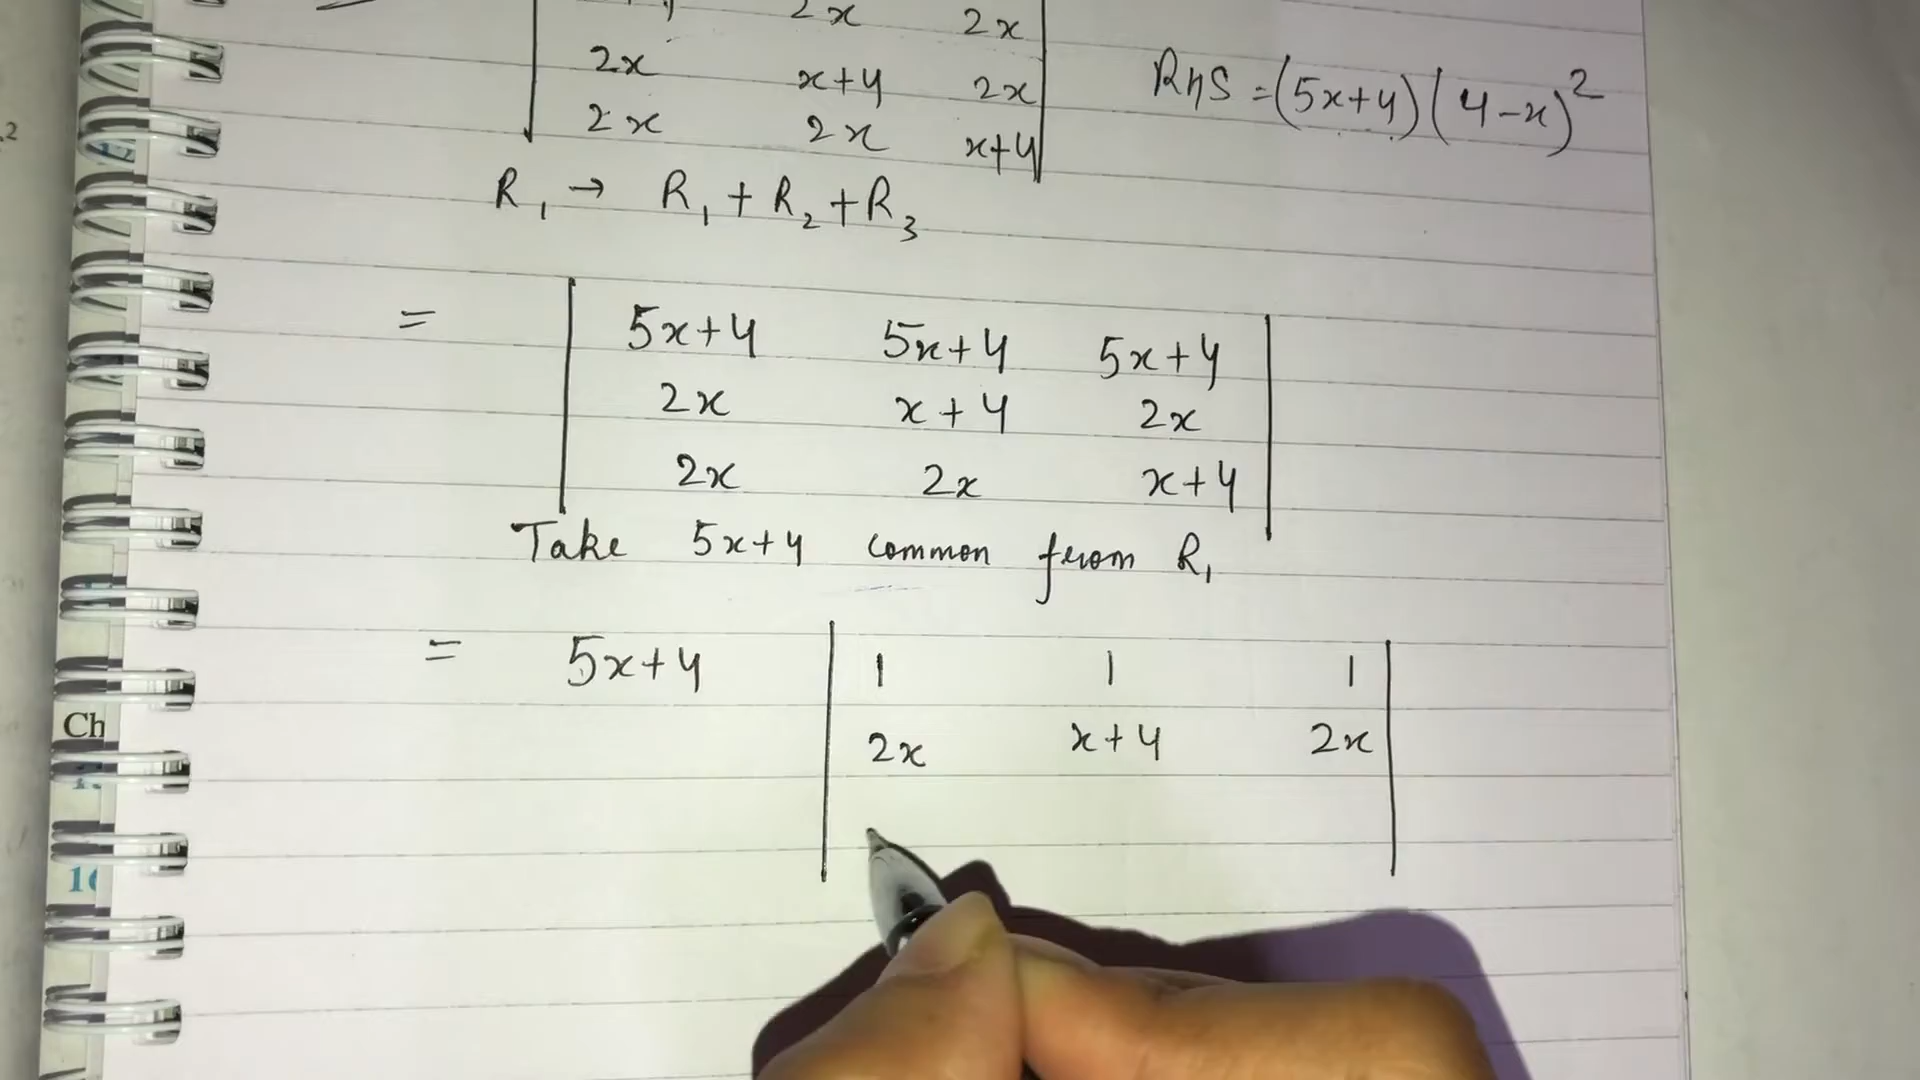 2x 2x
2x x+4 2x
2x 2x x+4
RHS = (5x+4)(4-x)²
R₁ → R₁ + R₂ + R₃
= | 5x+4 5x+4 5x+4 |
2x x+4 2x
2x 2x x+4
Take 5x+4 common from R₁
= 5x+4 | 1 1 1 |
2x x+4 2x
Ch